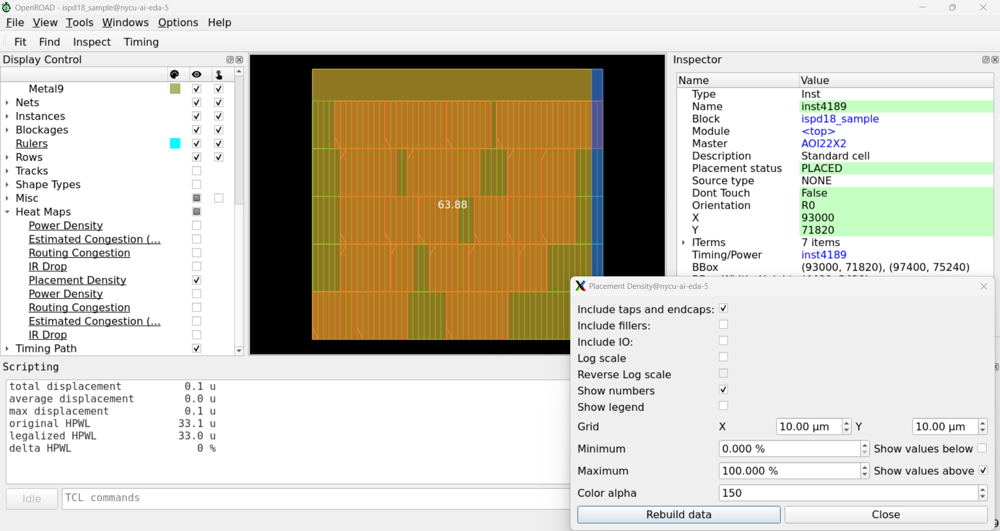 OpenROAD - ispd18_sample@nycu-ai-eda-5
File View Tools Windows Options Help
Fit Find Inspect Timing
Display Control
Metal9
Nets
Instances
Blockages
Rulers
Rows
Tracks
Shape Types
Misc
Heat Maps
Power Density
Estimated Congestion (...
Routing Congestion
IR Drop
Placement Density
Power Density
Routing Congestion
Estimated Congestion (...
IR Drop
Timing Path
63.88
Inspector
Name Value
Type Inst
Name inst4189
Block ispd18_sample
Module <top>
Master AOI22X2
Description Standard cell
Placement status PLACED
Source type NONE
Dont Touch False
Orientation R0
X 93000
Y 71820
ITerms 7 items
Timing/Power inst4189
BBox (93000, 71820), (97400, 75240)
Scripting
total displacement 0.1 u
average displacement 0.0 u
max displacement 0.1 u
original HPWL 33.1 u
legalized HPWL 33.0 u
delta HPWL 0 %
Idle TCL commands
Placement Density@nycu-ai-eda-5
Include taps and endcaps:
Include fillers:
Include IO:
Log scale
Reverse Log scale
Show numbers
Show legend
Grid X 10.00 µm Y 10.00 µm
Minimum 0.000 % Show values below
Maximum 100.000 % Show values above
Color alpha 150
Rebuild data Close